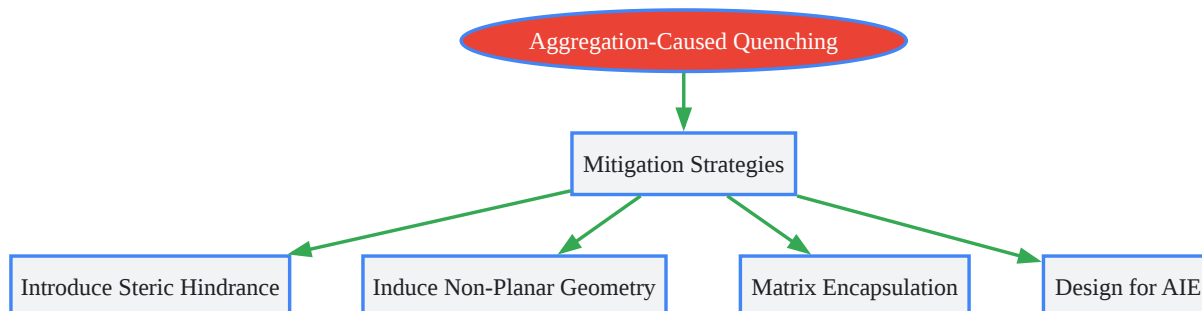 Aggregation-Caused Quenching
Mitigation Strategies
Introduce Steric Hindrance
Induce Non-Planar Geometry
Matrix Encapsulation
Design for AIE